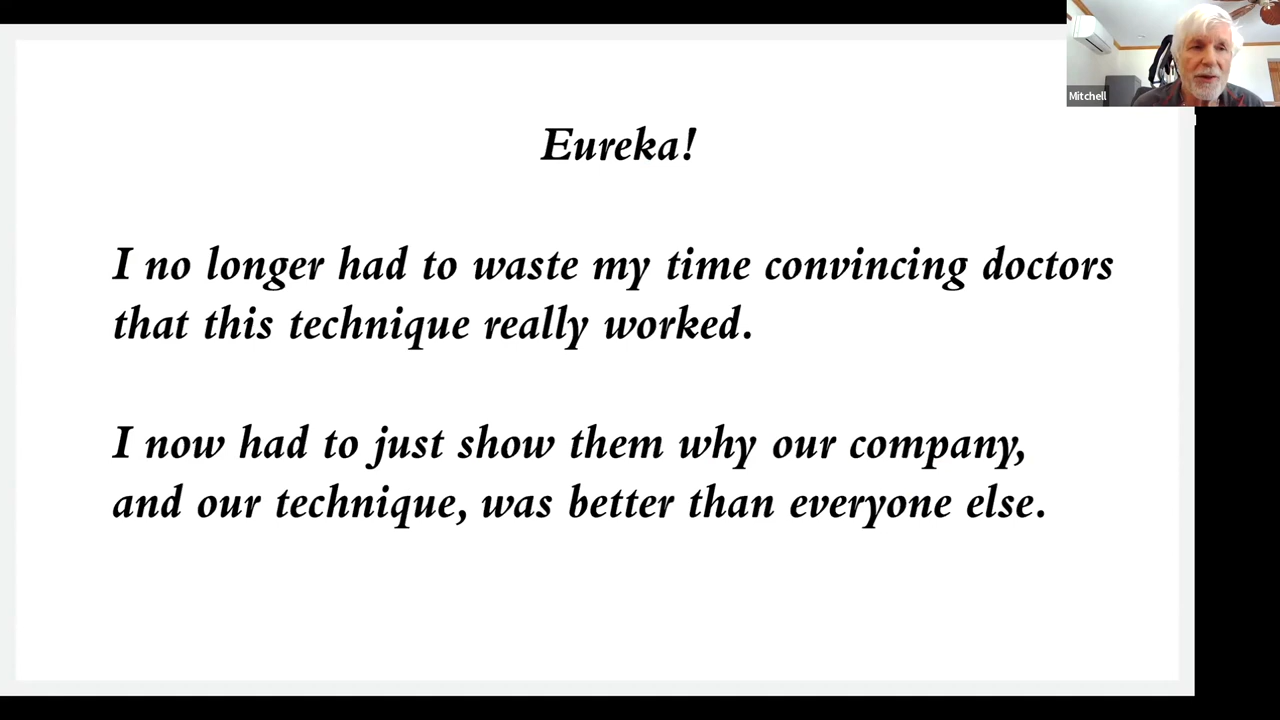 Mitchell
Eureka!
I no longer had to waste my time convincing doctors
that this technique really worked.
I now had to just show them why our company,
and our technique, was better than everyone else.